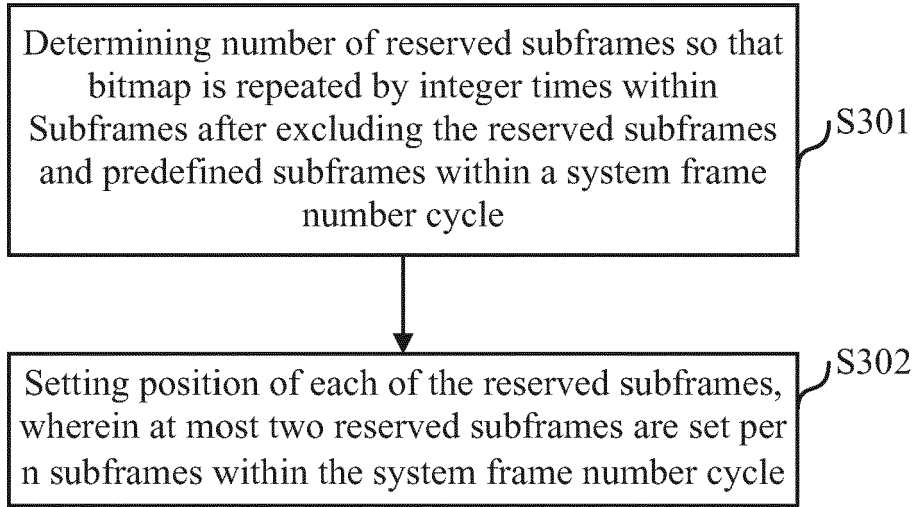 Determining number of reserved subframes so that
bitmap is repeated by integer times within
Subframes after excluding the reserved subframes
and predefined subframes within a system frame
number cycle
S301
Setting position of each of the reserved subframes,
wherein at most two reserved subframes are set per
n subframes within the system frame number cycle
S302